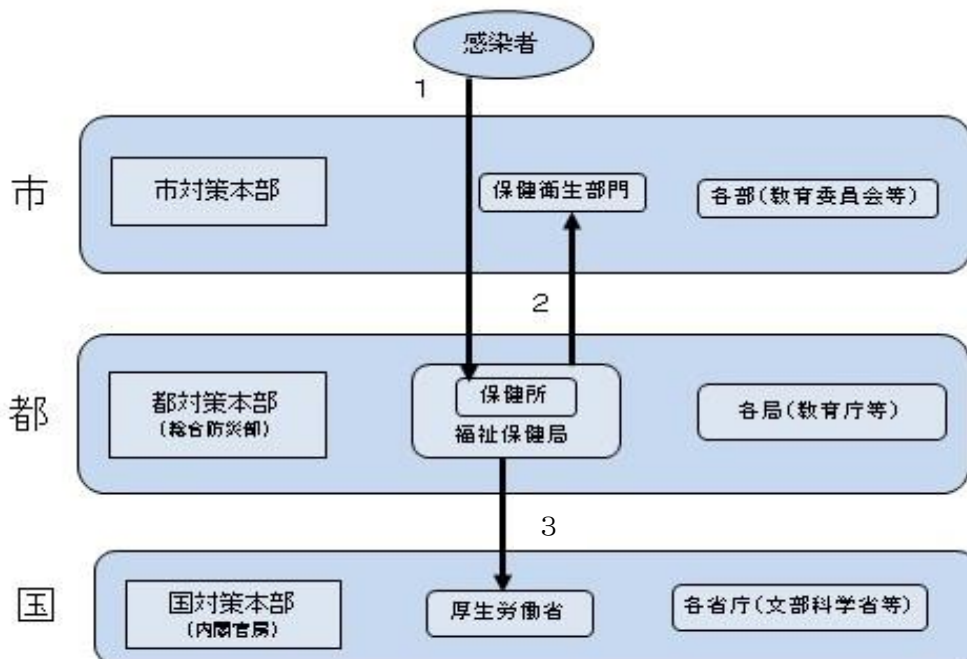 感染者
1
市
市対策本部
保健衛生部門
各部(教育委員会等)
2
都
都対策本部
(総合防災部)
保健所
福祉保健局
各局(教育庁等)
3
国
国対策本部
(内閣官房)
厚生労働省
各省庁(文部科学省等)